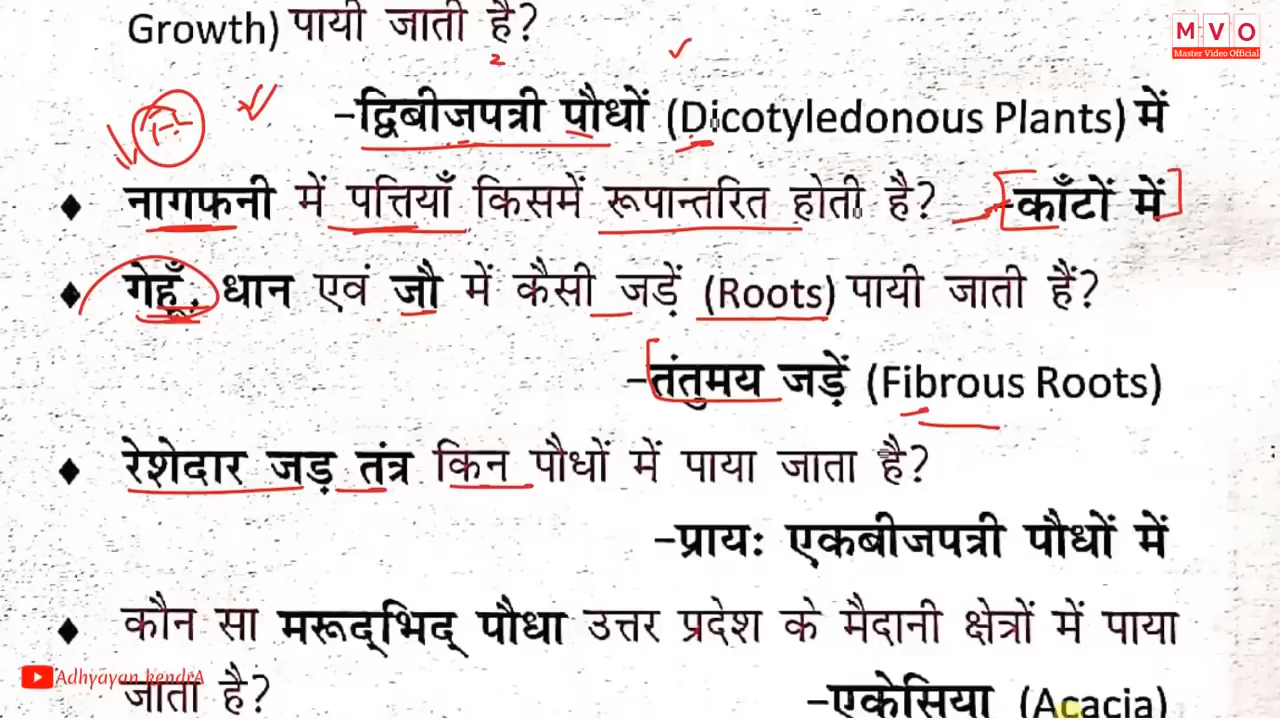 Growth) पायी जाती है?
M V O
Master Video Official
–द्विबीजपत्री पौधों (Dicotyledonous Plants) में
♦ नागफनी में पत्तियाँ किसमें रूपान्तरित होती है? –काँटों में
♦ गेहूँ, धान एवं जौ में कैसी जड़ें (Roots) पायी जाती हैं?
–तंतुमय जड़ें (Fibrous Roots)
♦ रेशेदार जड़ तंत्र किन पौधों में पाया जाता है?
–प्रायः एकबीजपत्री पौधों में
♦ कौन सा मरूद्‌भिद् पौधा उत्तर प्रदेश के मैदानी क्षेत्रों में पाया
Adhyayan kendrA
जाता है? –एकेसिया (Acacia)